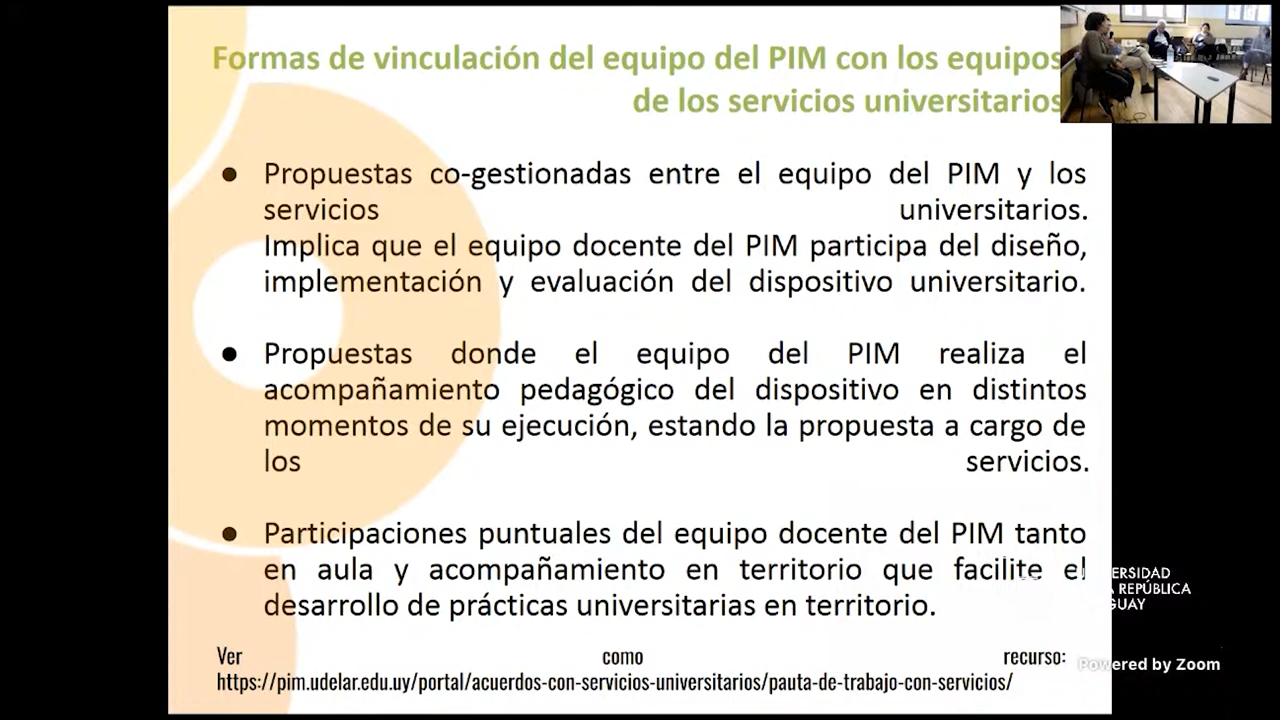 Formas de vinculación del equipo del PIM con los equipos
de los servicios universitarios
● Propuestas co-gestionadas entre el equipo del PIM y los
servicios universitarios.
Implica que el equipo docente del PIM participa del diseño,
implementación y evaluación del dispositivo universitario.
● Propuestas donde el equipo del PIM realiza el
acompañamiento pedagógico del dispositivo en distintos
momentos de su ejecución, estando la propuesta a cargo de
los servicios.
● Participaciones puntuales del equipo docente del PIM tanto
en aula y acompañamiento en territorio que facilite el
desarrollo de prácticas universitarias en territorio.
Ver como recurso:
https://pim.udelar.edu.uy/portal/acuerdos-con-servicios-universitarios/pauta-de-trabajo-con-servicios/
ERSIDAD
REPÚBLICA
GUAY
Powered by Zoom